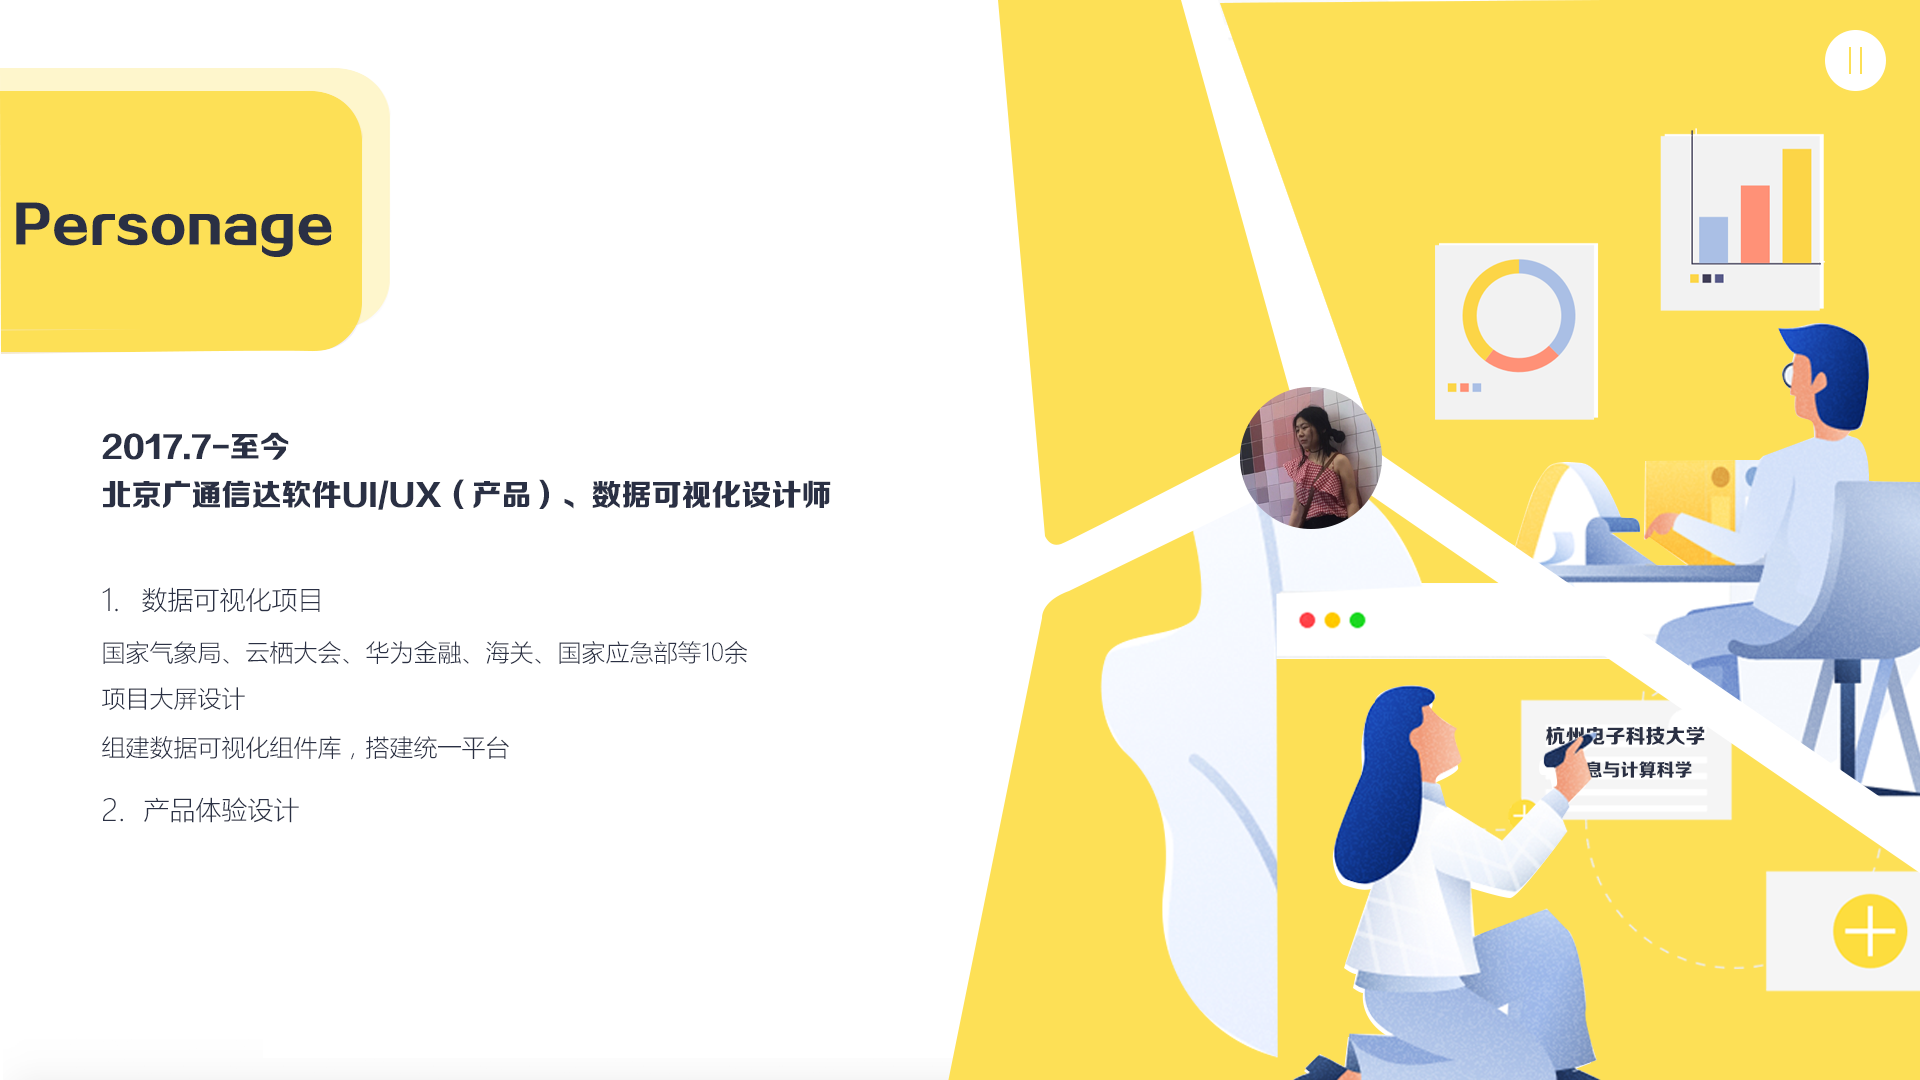 Personage
2017.7-至今
北京广通信达软件UI/UX（产品）、数据可视化设计师
1. 数据可视化项目
国家气象局、云栖大会、华为金融、海关、国家应急部等10余
项目大屏设计
组建数据可视化组件库，搭建统一平台
2. 产品体验设计
杭州电子科技大学
息与计算科学